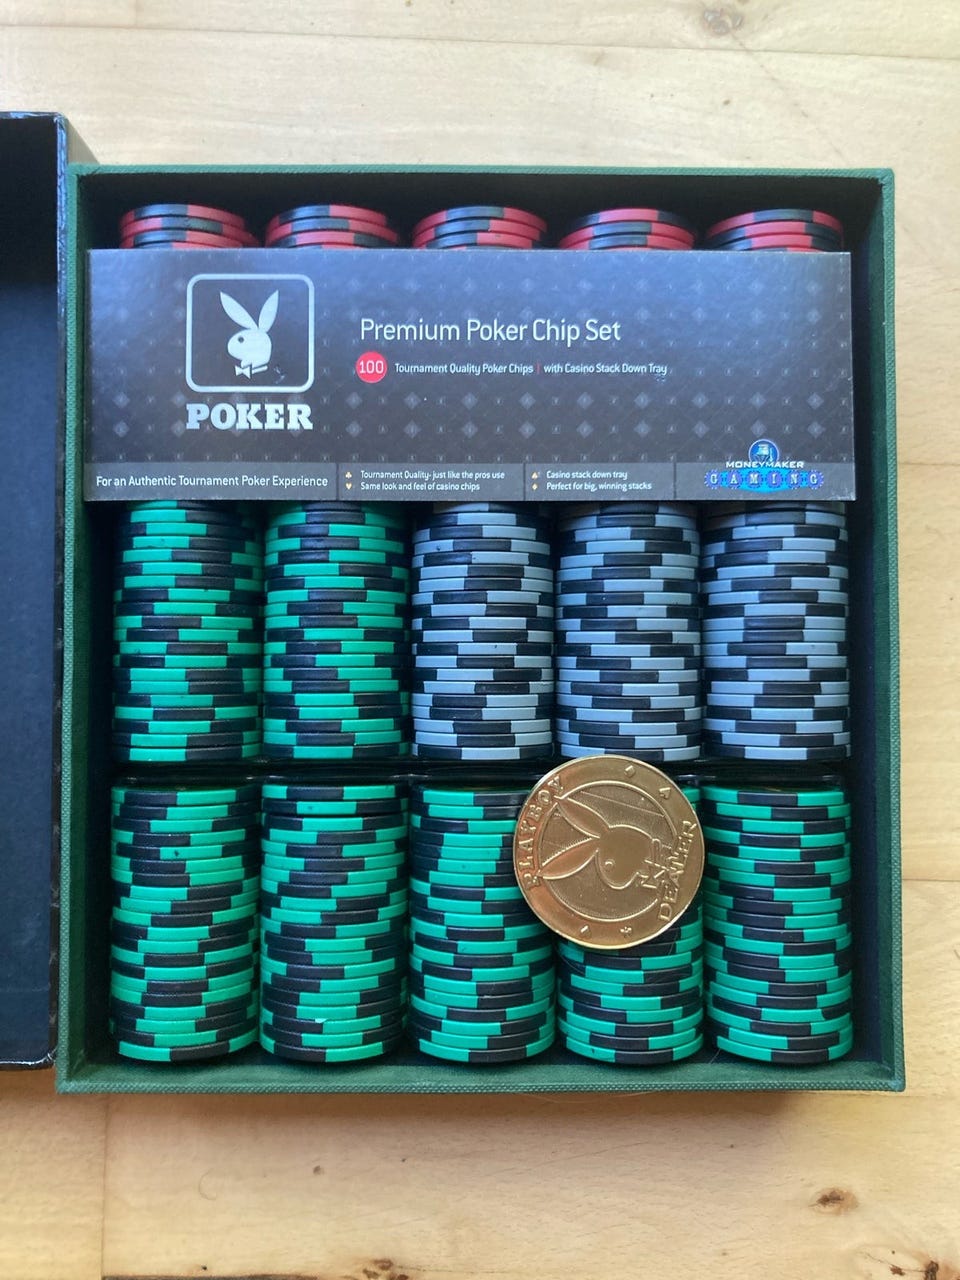 Premium Poker Chip Set
100 Tournament Quality Poker Chips | with Casino Stack Down Tray
POKER
For an Authentic Tournament Poker Experience
Tournament Quality-just like the pros use
Same look and feel of casino chips
Casino stack down tray
Perfect for big, winning stacks
MONEYMAKER
GAMING
PLAYBOY
DEALER